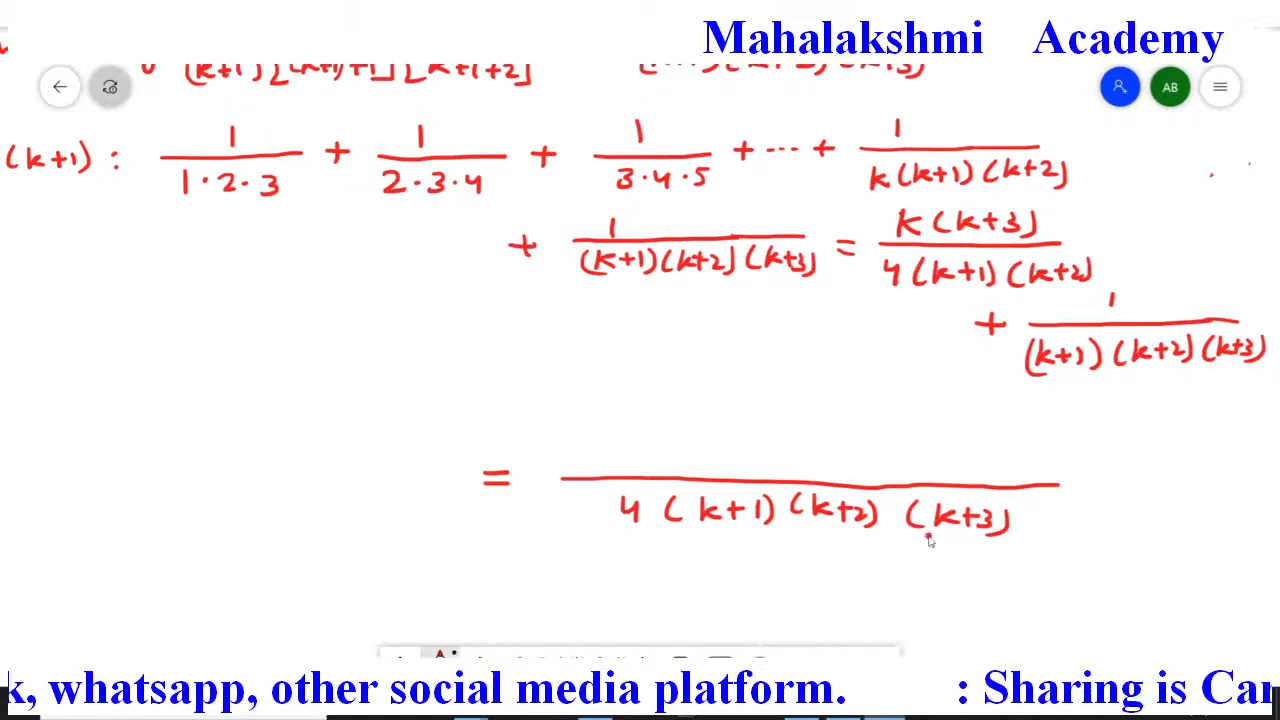 Mahalakshmi Academy
AB
(k+1) : 1/(1·2·3) + 1/(2·3·4) + 1/(3·4·5) + ··· + 1/(k(k+1)(k+2))
+ 1/((k+1)(k+2)(k+3)) = k(k+3)/(4(k+1)(k+2))
+ 1/((k+1)(k+2)(k+3))
= /(4(k+1)(k+2)(k+3))
k, whatsapp, other social media platform. : Sharing is Car